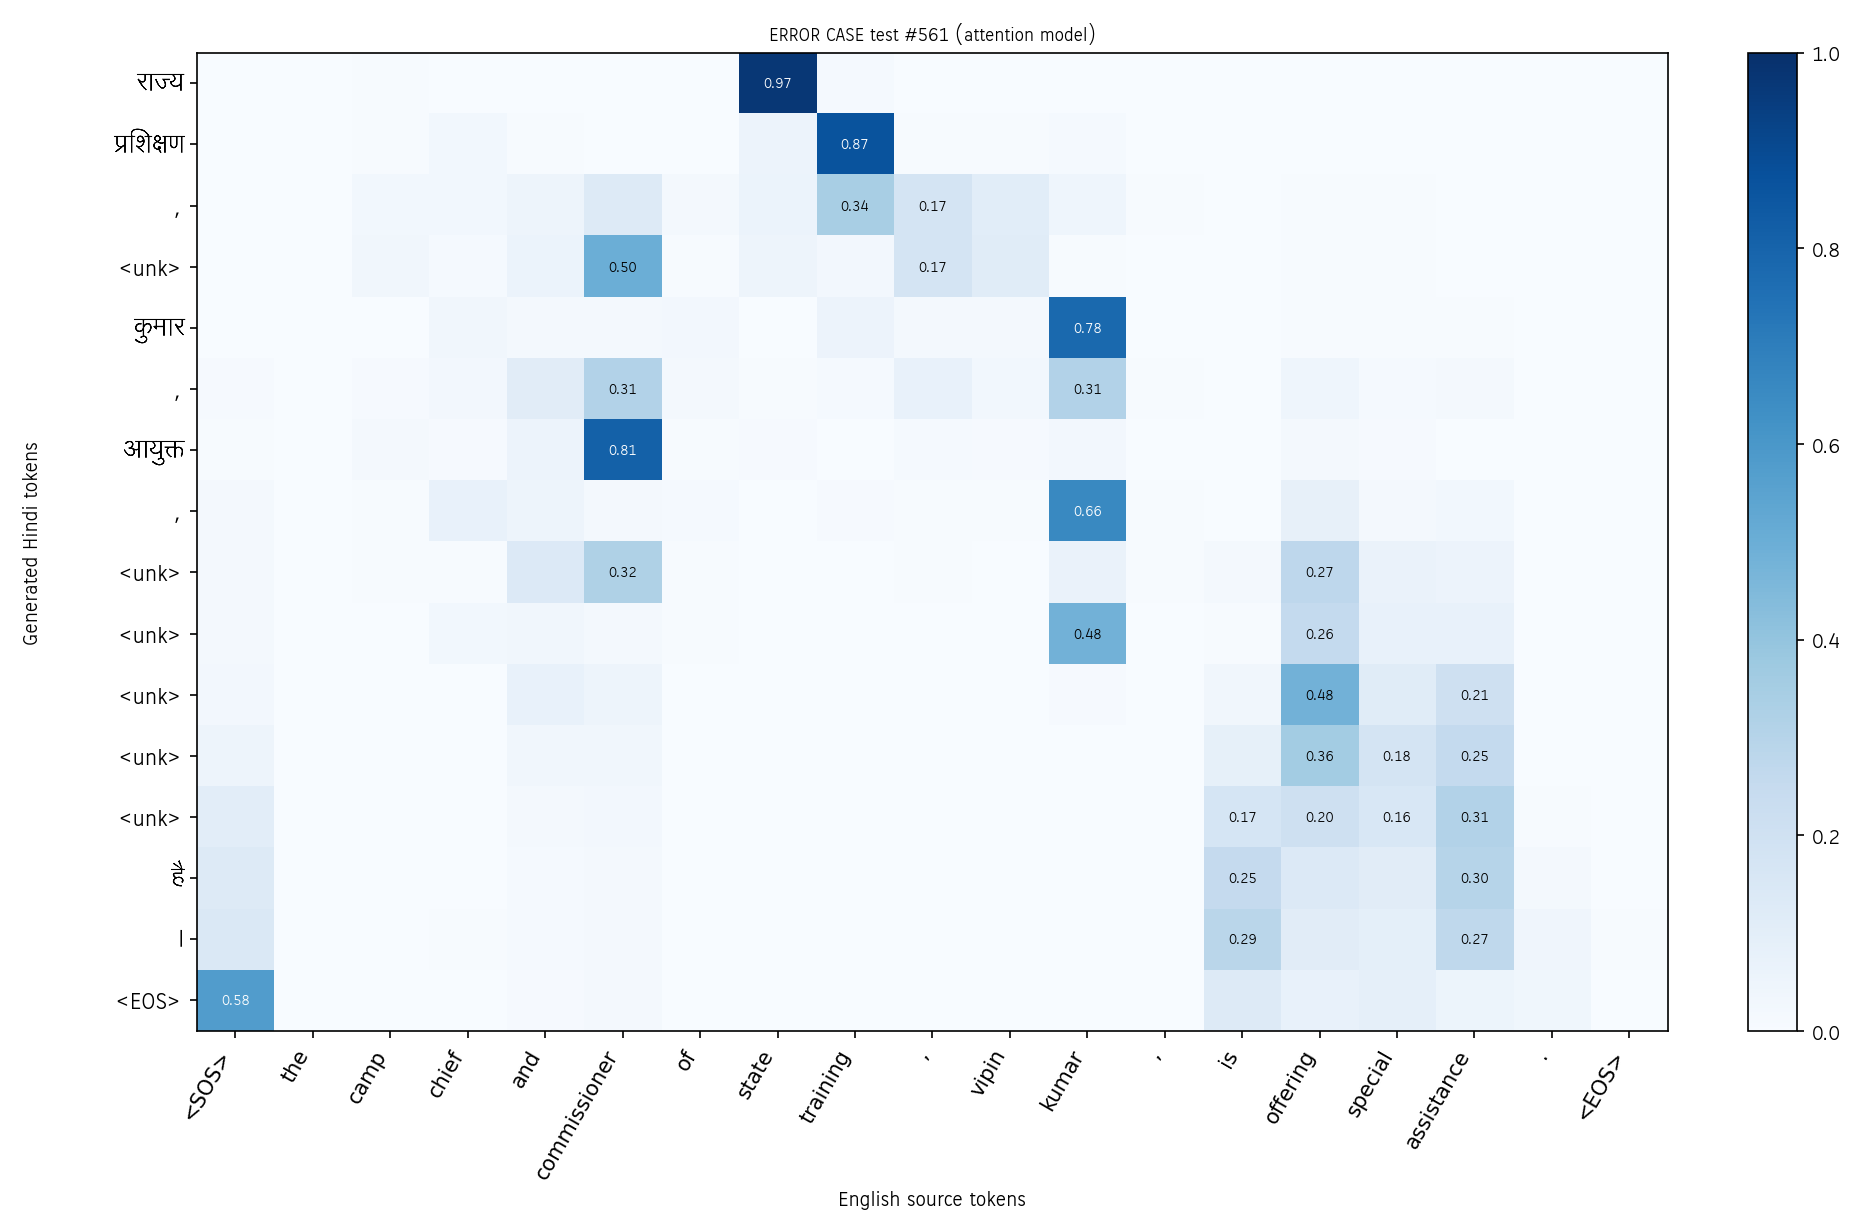 ERROR CASE test #561 (attention model)
Generated Hindi tokens
राज्य 0.97
प्रशिक्षण 0.87
, 0.34 0.17
<unk> 0.50 0.17
कुमार 0.78
, 0.31 0.31
आयुक्त 0.81
, 0.66
<unk> 0.32 0.27
<unk> 0.48 0.26
<unk> 0.48 0.21
<unk> 0.36 0.18 0.25
<unk> 0.17 0.20 0.16 0.31
है 0.25 0.30
। 0.29 0.27
<EOS> 0.58
<SOS> the camp chief and commissioner of state training , vipin kumar , is offering special assistance . <EOS>
English source tokens
1.0
0.8
0.6
0.4
0.2
0.0